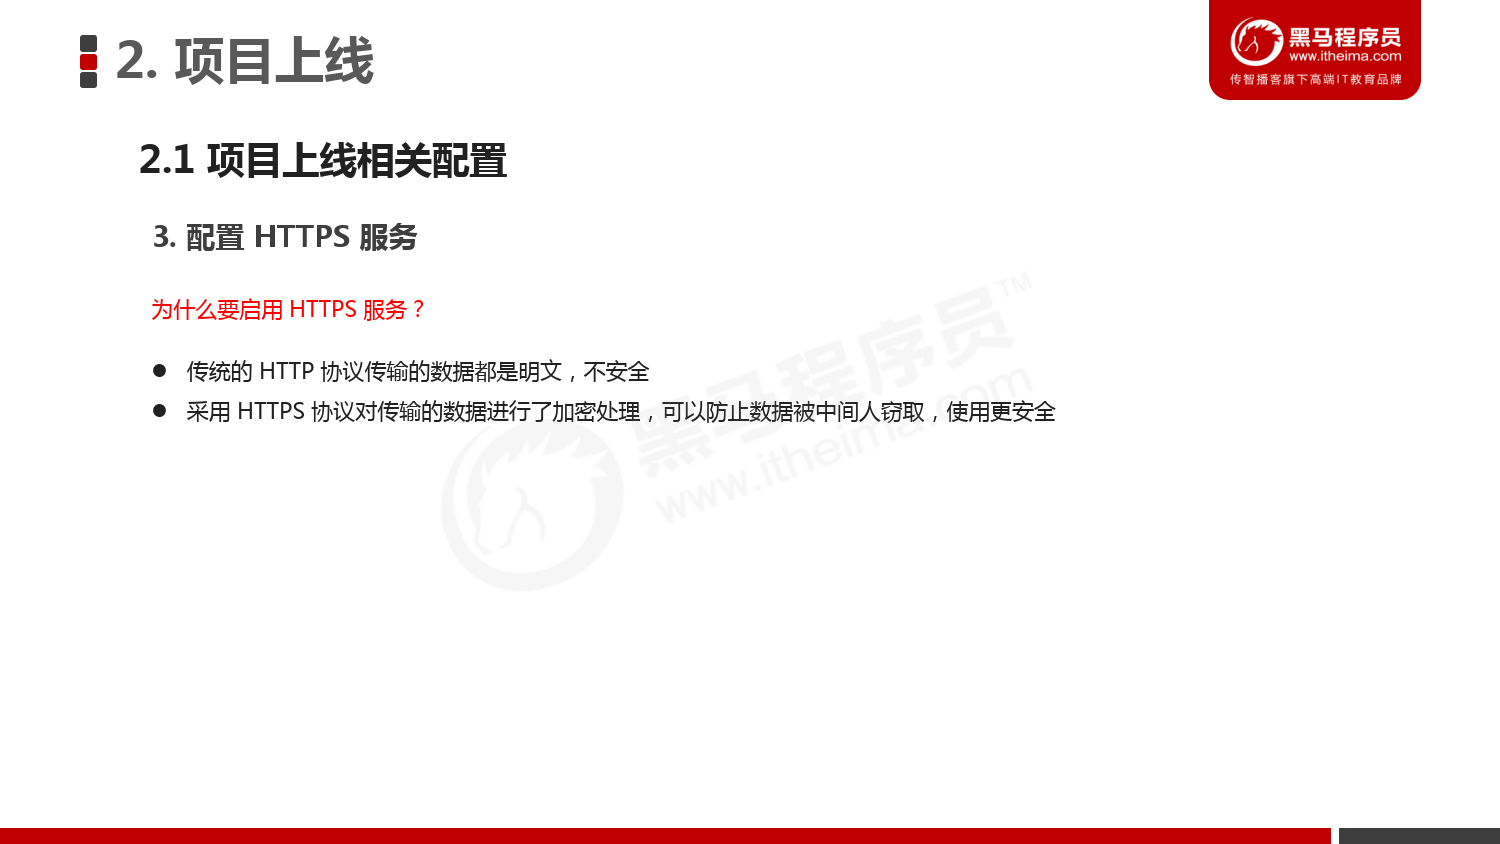 2. 项目上线
黑马程序员
www.itheima.com
传智播客旗下高端IT教育品牌
2.1 项目上线相关配置
3. 配置 HTTPS 服务
为什么要启用 HTTPS 服务？
● 传统的 HTTP 协议传输的数据都是明文，不安全
● 采用 HTTPS 协议对传输的数据进行了加密处理，可以防止数据被中间人窃取，使用更安全
黑马程序员™
www.itheima.com